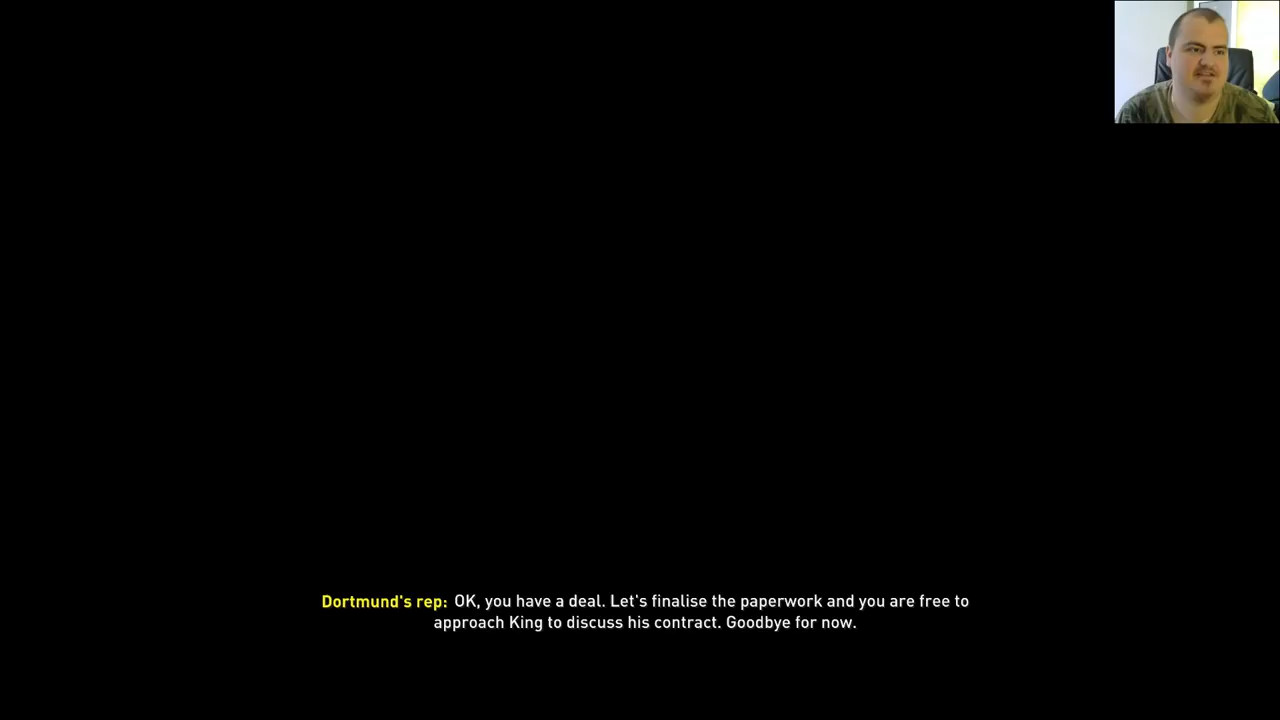 Dortmund's rep: OK, you have a deal. Let's finalise the paperwork and you are free to
approach King to discuss his contract. Goodbye for now.